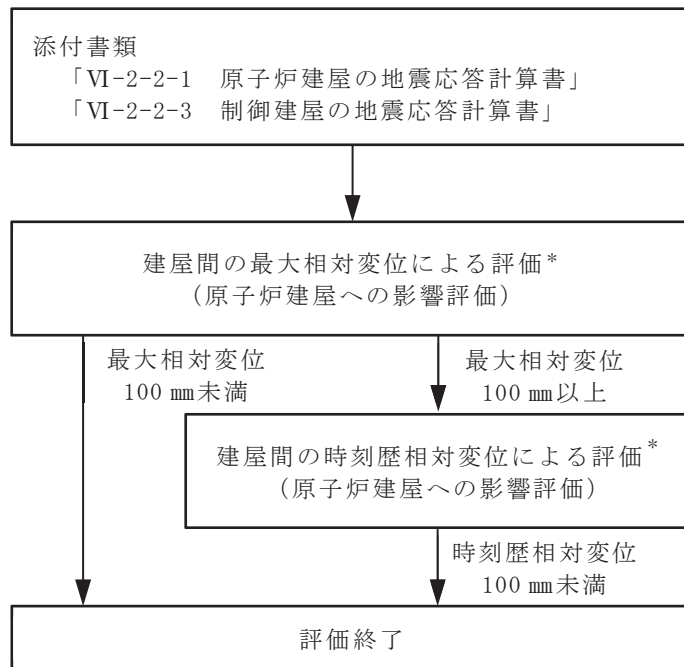 添付書類
「Ⅵ-2-2-1　原子炉建屋の地震応答計算書」
「Ⅵ-2-2-3　制御建屋の地震応答計算書」
建屋間の最大相対変位による評価*
(原子炉建屋への影響評価)
最大相対変位
100 ㎜未満
最大相対変位
100 ㎜以上
建屋間の時刻歴相対変位による評価*
(原子炉建屋への影響評価)
時刻歴相対変位
100 ㎜未満
評価終了